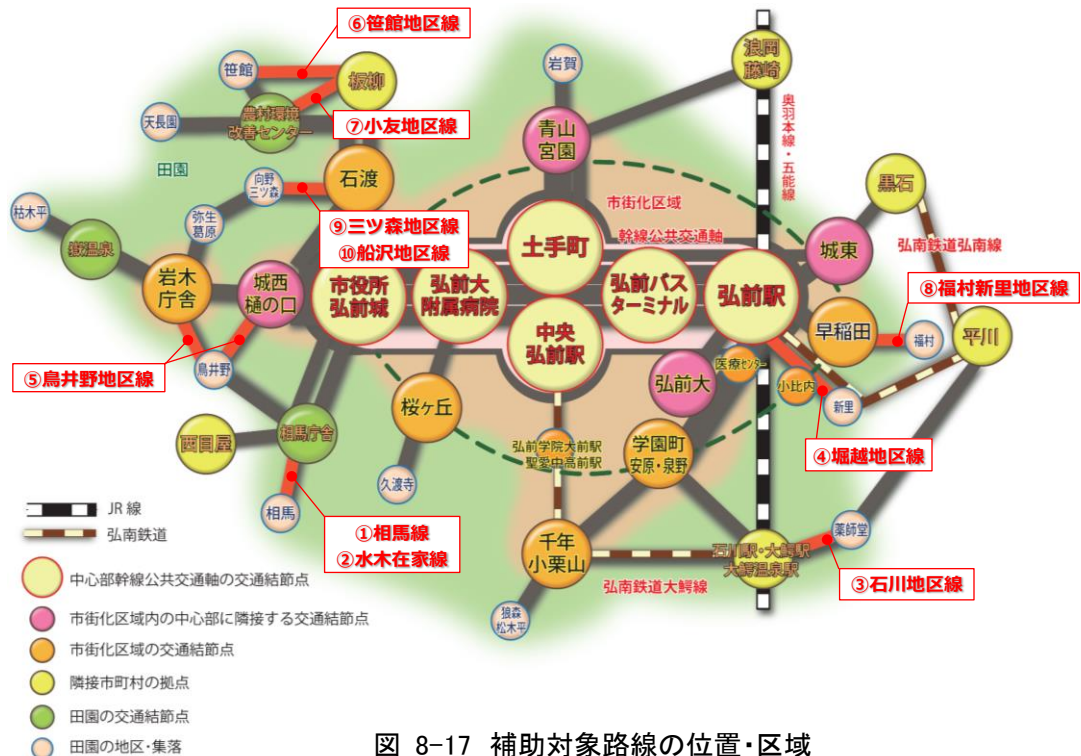 ⑥笹館地区線
笹館
板柳
岩賀
浪岡
藤崎
天長園
農村環境
改善センター
⑦小友地区線
青山
宮園
奥羽本線・五能線
田園
向野
三ツ森
石渡
市街化区域
黒石
枯木平
弥生
葛原
⑨三ツ森地区線
⑩船沢地区線
土手町
幹線公共交通軸
城東
弘南鉄道弘南線
嶽温泉
岩木
庁舎
城西
樋の口
市役所
弘前城
弘前大
附属病院
弘前バス
ターミナル
弘前駅
⑧福村新里地区線
早稲田
福村
平川
中央
弘前駅
⑤鳥井野地区線
鳥井野
医療センター
弘前大
小比内
新里
桜ヶ丘
西目屋
相馬庁舎
弘前学院大前駅
聖愛中高前駅
学園町
安原・泉野
④堀越地区線
久渡寺
相馬
①相馬線
②水木在家線
千年
小栗山
石川駅・大鰐駅
大鰐温泉駅
薬師堂
③石川地区線
弘南鉄道大鰐線
狼森
松木平
JR 線
弘南鉄道
中心部幹線公共交通軸の交通結節点
市街化区域内の中心部に隣接する交通結節点
市街化区域の交通結節点
隣接市町村の拠点
田園の交通結節点
田園の地区・集落
図 8-17 補助対象路線の位置・区域